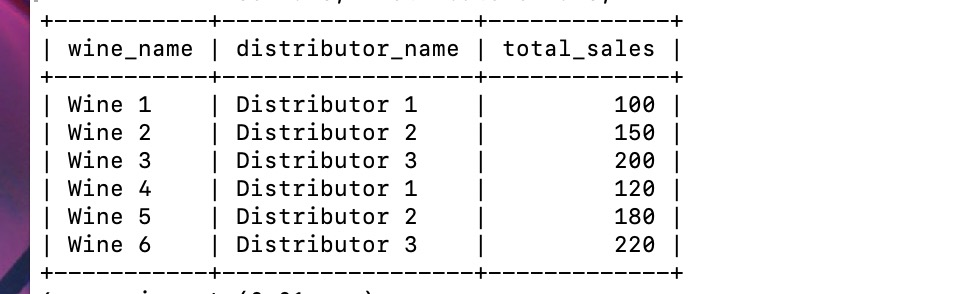 +-----------+----------------------+-------------+
| wine_name | distributor_name | total_sales |
+-----------+----------------------+-------------+
| Wine 1 | Distributor 1 | 100 |
| Wine 2 | Distributor 2 | 150 |
| Wine 3 | Distributor 3 | 200 |
| Wine 4 | Distributor 1 | 120 |
| Wine 5 | Distributor 2 | 180 |
| Wine 6 | Distributor 3 | 220 |
+-----------+----------------------+-------------+